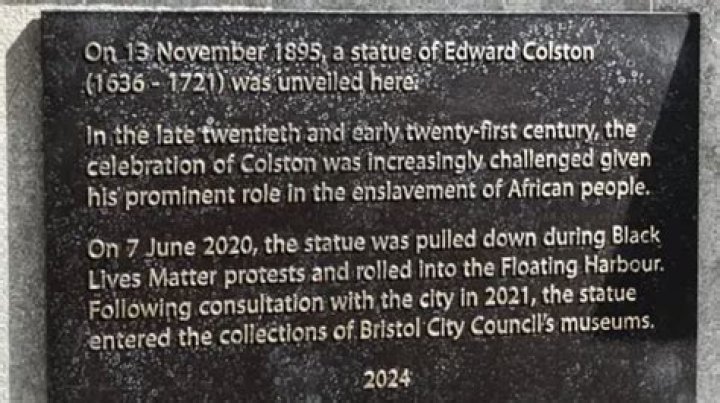 On 13 November 1895, a statue of Edward Colston
(1636 - 1721) was unveiled here.
In the late twentieth and early twenty-first century, the
celebration of Colston was increasingly challenged given
his prominent role in the enslavement of African people.
On 7 June 2020, the statue was pulled down during Black
Lives Matter protests and rolled into the Floating Harbour.
Following consultation with the city in 2021, the statue
entered the collections of Bristol City Council's museums.
2024